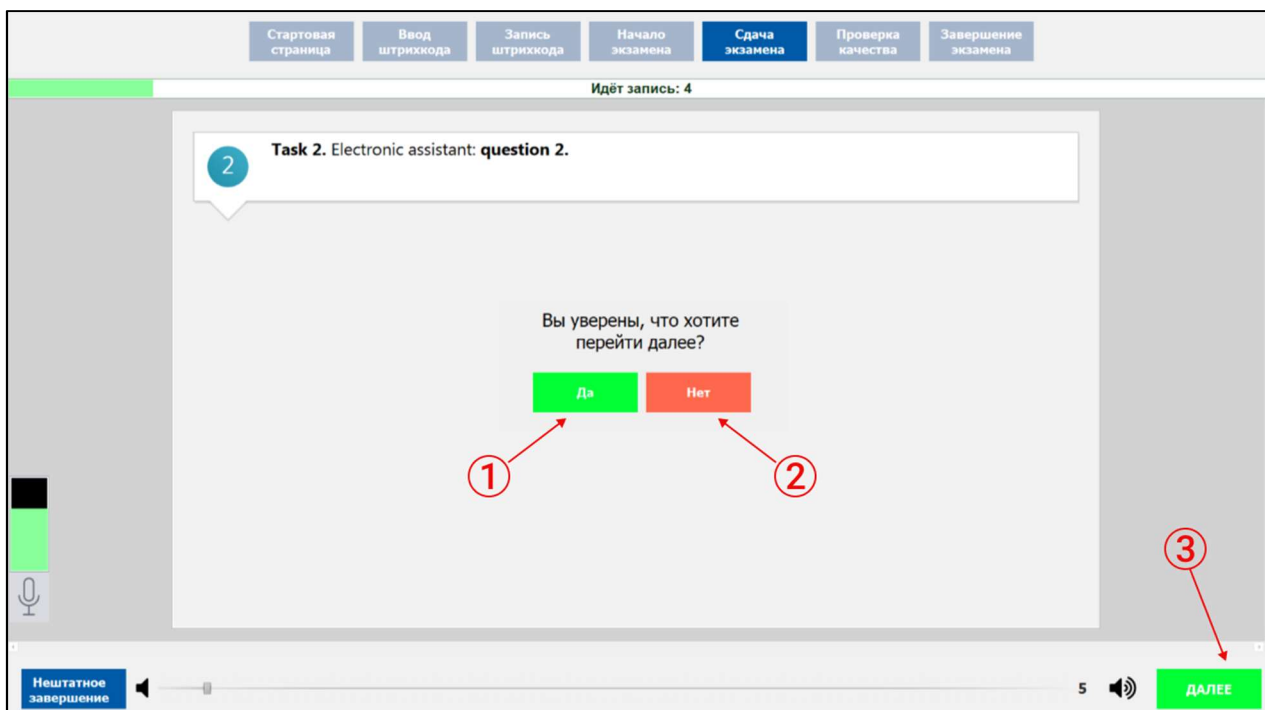 Стартовая
страница
Ввод
штрихкода
Запись
штрихкода
Начало
экзамена
Сдача
экзамена
Проверка
качества
Завершение
экзамена
Идёт запись: 4
2
Task 2. Electronic assistant: question 2.
Вы уверены, что хотите
перейти далее?
Да
Нет
1
2
3
Нештатное
завершение
5
ДАЛЕЕ